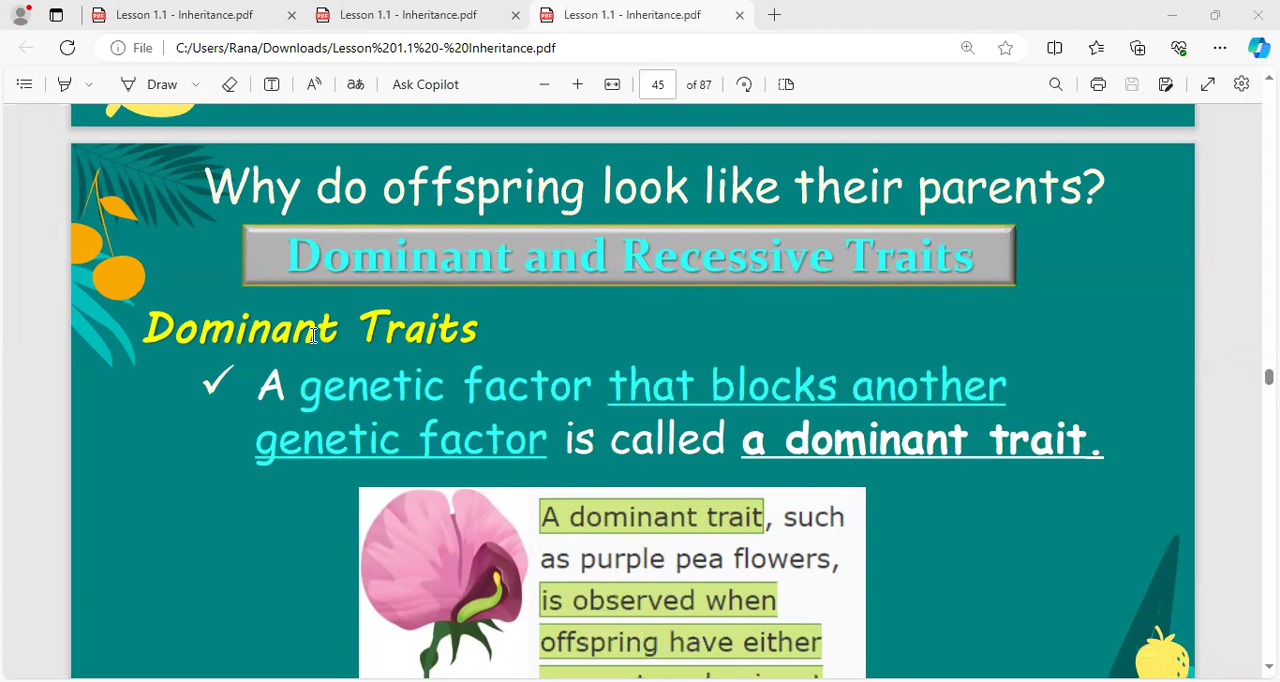 Lesson 1.1 - Inheritance.pdf
Lesson 1.1 - Inheritance.pdf
Lesson 1.1 - Inheritance.pdf
File
C:/Users/Rana/Downloads/Lesson%201.1%20-%20Inheritance.pdf
Draw
aあ
Ask Copilot
45 of 87
Why do offspring look like their parents?
Dominant and Recessive Traits
Dominant Traits
✓ A genetic factor that blocks another
genetic factor is called a dominant trait.
A dominant trait, such
as purple pea flowers,
is observed when
offspring have either